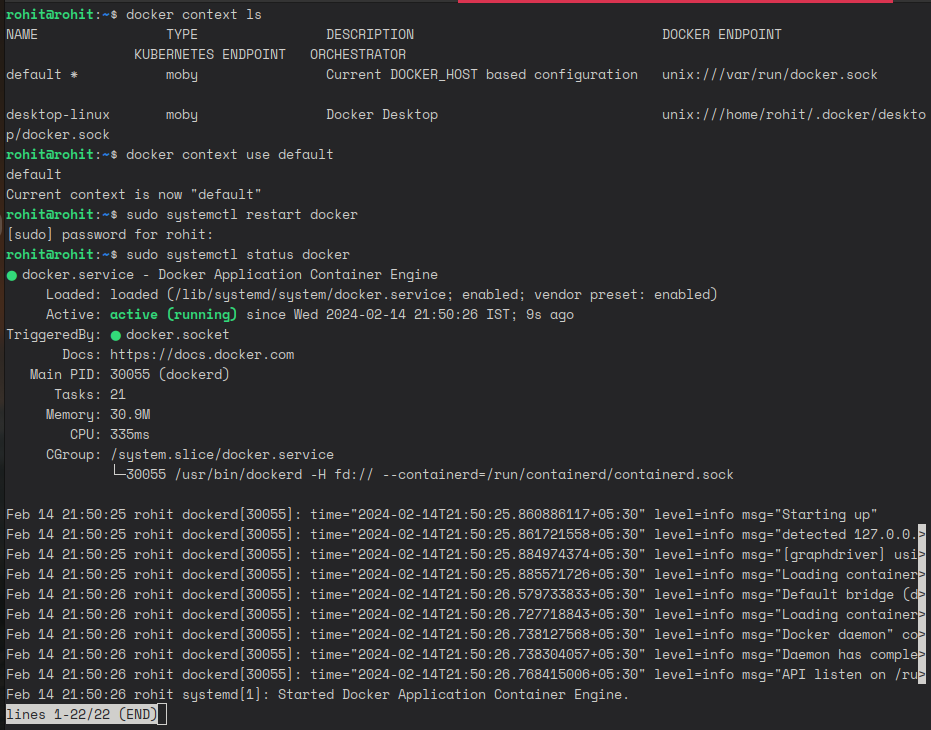 rohit@rohit:~$ docker context ls
NAME                TYPE                DESCRIPTION                               DOCKER ENDPOINT
                KUBERNETES ENDPOINT   ORCHESTRATOR
default *           moby                Current DOCKER_HOST based configuration   unix:///var/run/docker.sock
desktop-linux       moby                Docker Desktop                            unix:///home/rohit/.docker/deskto
p/docker.sock
rohit@rohit:~$ docker context use default
default
Current context is now "default"
rohit@rohit:~$ sudo systemctl restart docker
[sudo] password for rohit:
rohit@rohit:~$ sudo systemctl status docker
● docker.service - Docker Application Container Engine
     Loaded: loaded (/lib/systemd/system/docker.service; enabled; vendor preset: enabled)
     Active: active (running) since Wed 2024-02-14 21:50:26 IST; 9s ago
TriggeredBy: ● docker.socket
       Docs: https://docs.docker.com
   Main PID: 30055 (dockerd)
      Tasks: 21
     Memory: 30.9M
        CPU: 335ms
     CGroup: /system.slice/docker.service
             └─30055 /usr/bin/dockerd -H fd:// --containerd=/run/containerd/containerd.sock
Feb 14 21:50:25 rohit dockerd[30055]: time="2024-02-14T21:50:25.860886117+05:30" level=info msg="Starting up"
Feb 14 21:50:25 rohit dockerd[30055]: time="2024-02-14T21:50:25.861721558+05:30" level=info msg="detected 127.0.0.>
Feb 14 21:50:25 rohit dockerd[30055]: time="2024-02-14T21:50:25.884974374+05:30" level=info msg="[graphdriver] usi>
Feb 14 21:50:25 rohit dockerd[30055]: time="2024-02-14T21:50:25.885571726+05:30" level=info msg="Loading container>
Feb 14 21:50:26 rohit dockerd[30055]: time="2024-02-14T21:50:26.579733833+05:30" level=info msg="Default bridge (d>
Feb 14 21:50:26 rohit dockerd[30055]: time="2024-02-14T21:50:26.727718843+05:30" level=info msg="Loading container>
Feb 14 21:50:26 rohit dockerd[30055]: time="2024-02-14T21:50:26.738127568+05:30" level=info msg="Docker daemon" co>
Feb 14 21:50:26 rohit dockerd[30055]: time="2024-02-14T21:50:26.738304057+05:30" level=info msg="Daemon has comple>
Feb 14 21:50:26 rohit dockerd[30055]: time="2024-02-14T21:50:26.768415006+05:30" level=info msg="API listen on /ru>
Feb 14 21:50:26 rohit systemd[1]: Started Docker Application Container Engine.
lines 1-22/22 (END)